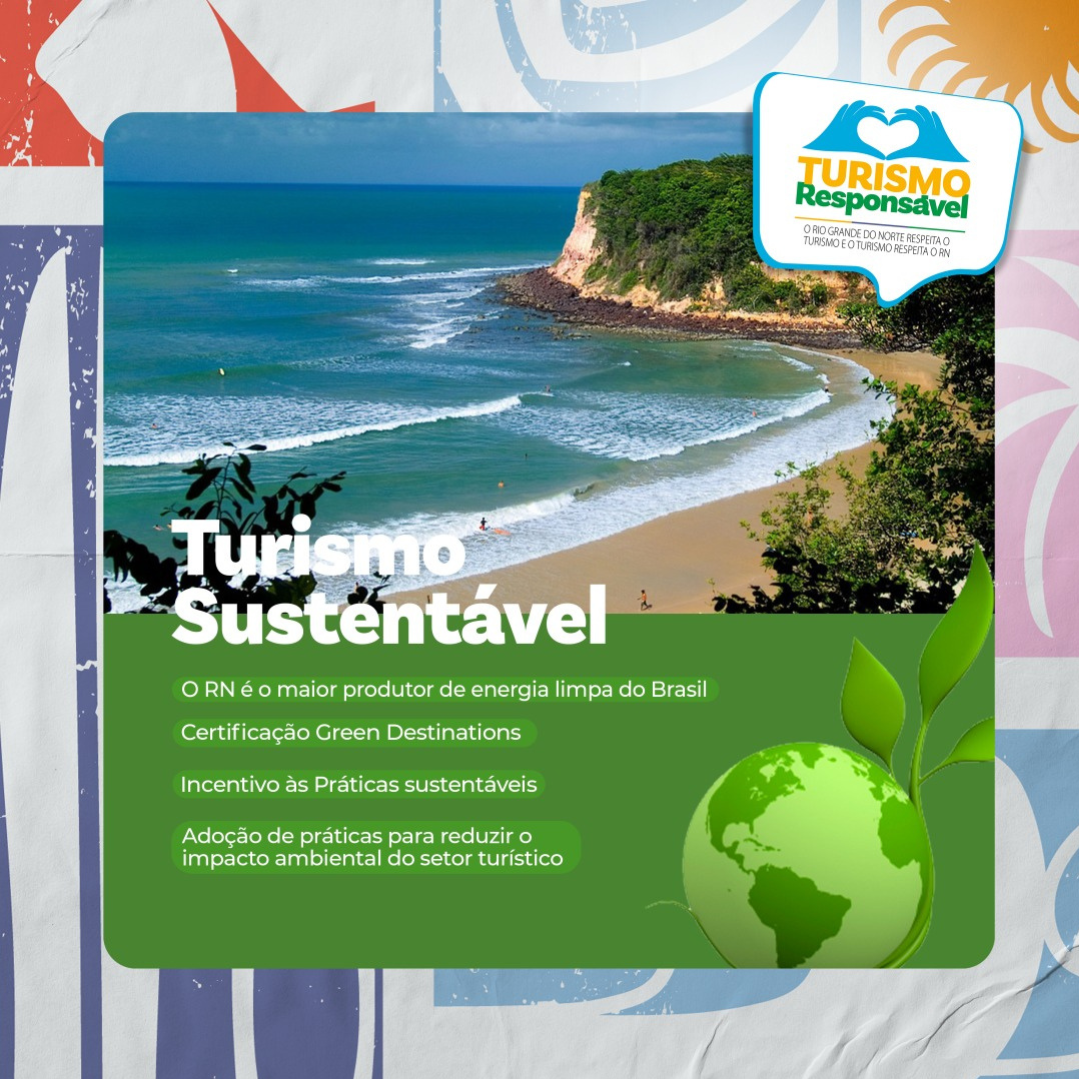 TURISMO
Responsável
O RIO GRANDE DO NORTE RESPEITA O
TURISMO E O TURISMO RESPEITA O RN
Turismo
Sustentável
O RN é o maior produtor de energia limpa do Brasil
Certificação Green Destinations
Incentivo às Práticas sustentáveis
Adoção de práticas para reduzir o
impacto ambiental do setor turístico